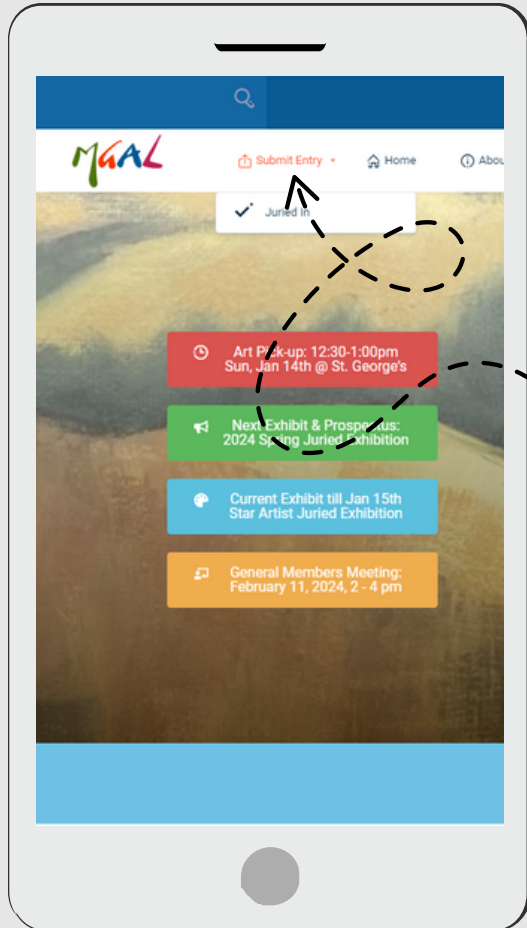 MGAL
Submit Entry
Home
Abou
Juried In
Art Pick-up: 12:30-1:00pm
Sun, Jan 14th @ St. George's
Next Exhibit & Prospectus:
2024 Spring Juried Exhibition
Current Exhibit till Jan 15th
Star Artist Juried Exhibition
General Members Meeting:
February 11, 2024, 2 - 4 pm